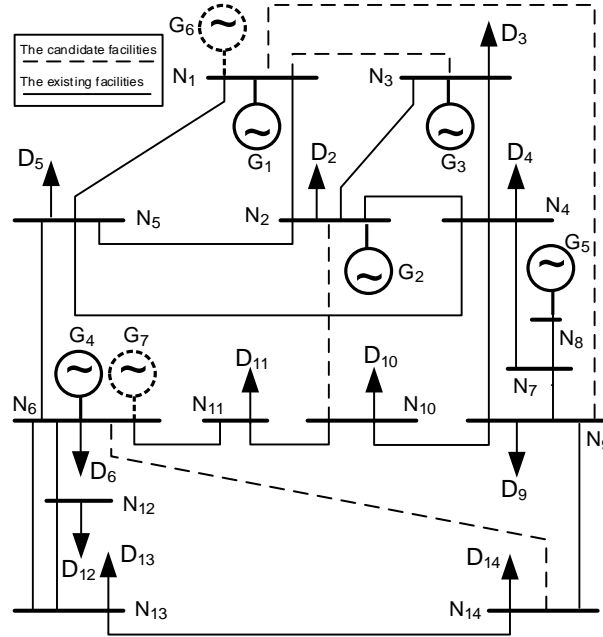 G6
The candidate facilities
The existing facilities
N1
N3
D3
G1
G3
D5
D2
D4
N5
N2
N4
G2
G5
N8
N7
G4
G7
D11
D10
N6
N11
N10
N9
D6
D9
N12
D12
D13
D14
N13
N14